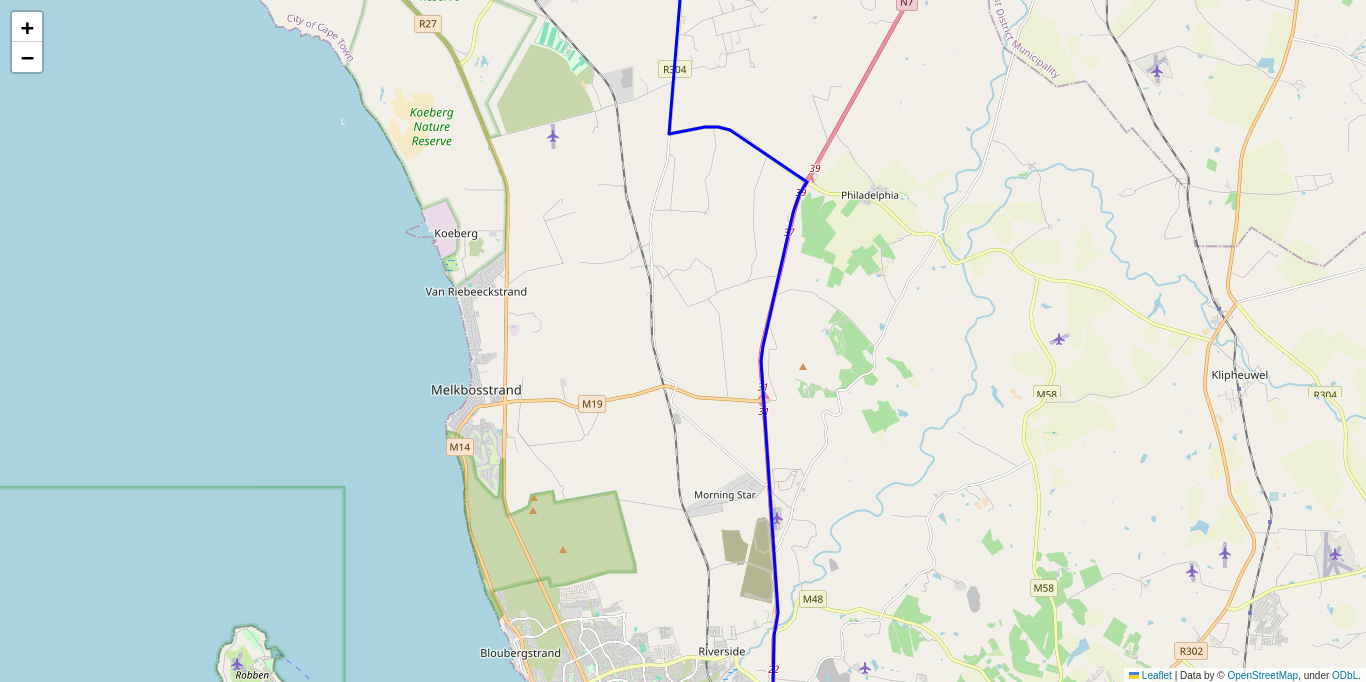 +
−
City of Cape Town
R27
N7
R304
District Municipality
Koeberg
Nature
Reserve
39
Philadelphia
39
37
Koeberg
Van Riebeeckstrand
Melkbosstrand
M19
31
31
M58
Klipheuwel
R304
M14
Morning Star
M48
M58
Bloubergstrand
Riverside
R302
22
Robben
Leaflet | Data by © OpenStreetMap, under ODbL.